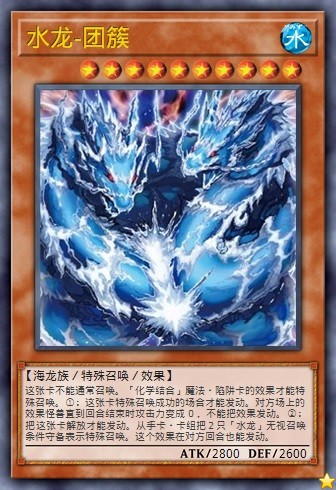 水龙-团簇
水
【海龙族／特殊召唤／效果】
这张卡不能通常召唤。「化学结合」魔法·陷阱卡的效果才能特
殊召唤。①：这张卡特殊召唤成功的场合才能发动。对方场上的
效果怪兽直到回合结束时攻击力变成０，不能把效果发动。②：
把这张卡解放才能发动。从手卡·卡组把２只「水龙」无视召唤
条件守备表示特殊召唤。这个效果在对方回合也能发动。
ATK/2800 DEF/2600